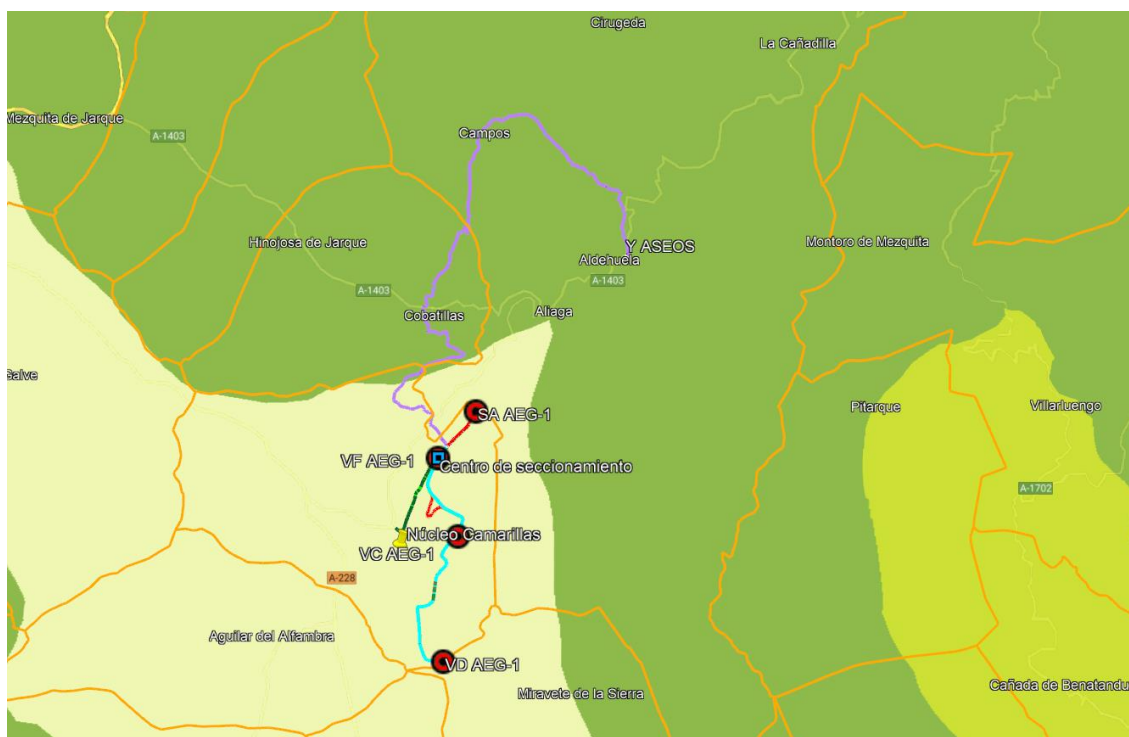 Cirugeda
La Cañadilla
Mezquita de Jarque
A-1403
Campos
Hinojosa de Jarque
Y ASEOS
Montoro de Mezquita
Aldehuela
A-1403
A-1403
Aliaga
Cobatillas
Galve
SA AEG-1
Pitarque
Villarluengo
VF AEG-1
Centro de seccionamiento
A-1702
Núcleo Camarillas
VC AEG-1
A-228
Aguilar del Alfambra
VD AEG-1
Miravete de la Sierra
Cañada de Benatandu